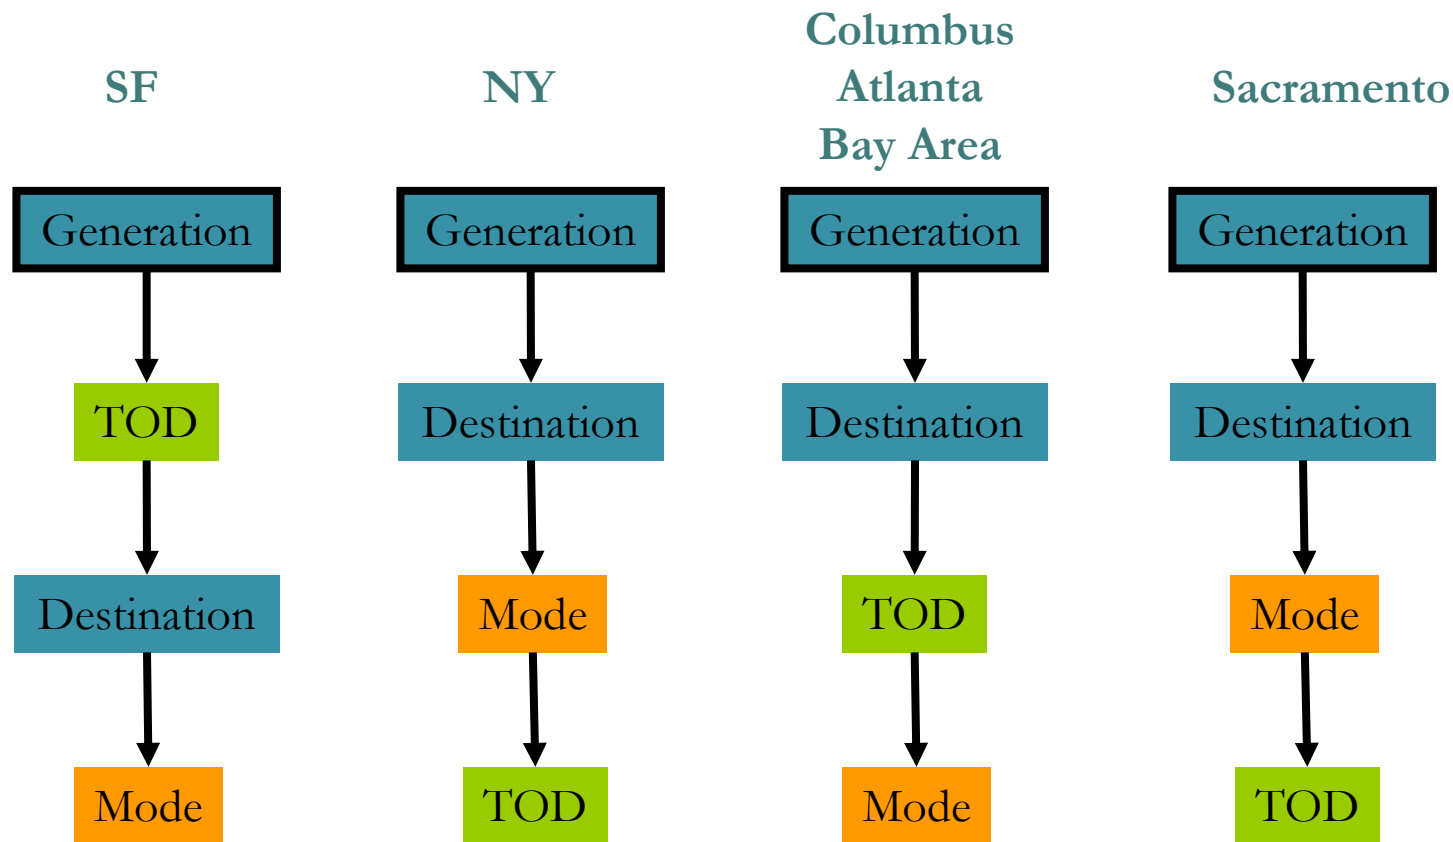 SF
Generation
TOD
Destination
Mode
NY
Generation
Destination
Mode
TOD
Columbus
Atlanta
Bay Area
Generation
Destination
TOD
Mode
Sacramento
Generation
Destination
Mode
TOD